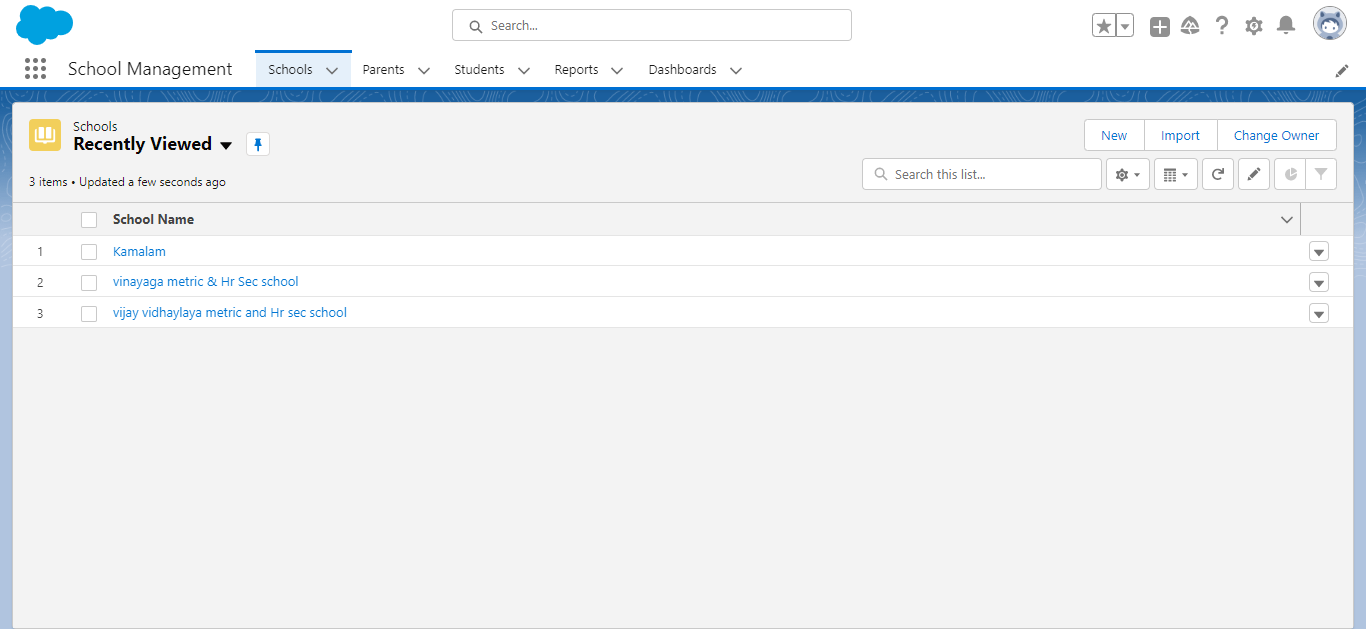 Search...
School Management
Schools
Parents
Students
Reports
Dashboards
Schools
Recently Viewed
New
Import
Change Owner
3 items • Updated a few seconds ago
Search this list...
School Name
1 Kamalam
2 vinayaga metric & Hr Sec school
3 vijay vidhaylaya metric and Hr sec school